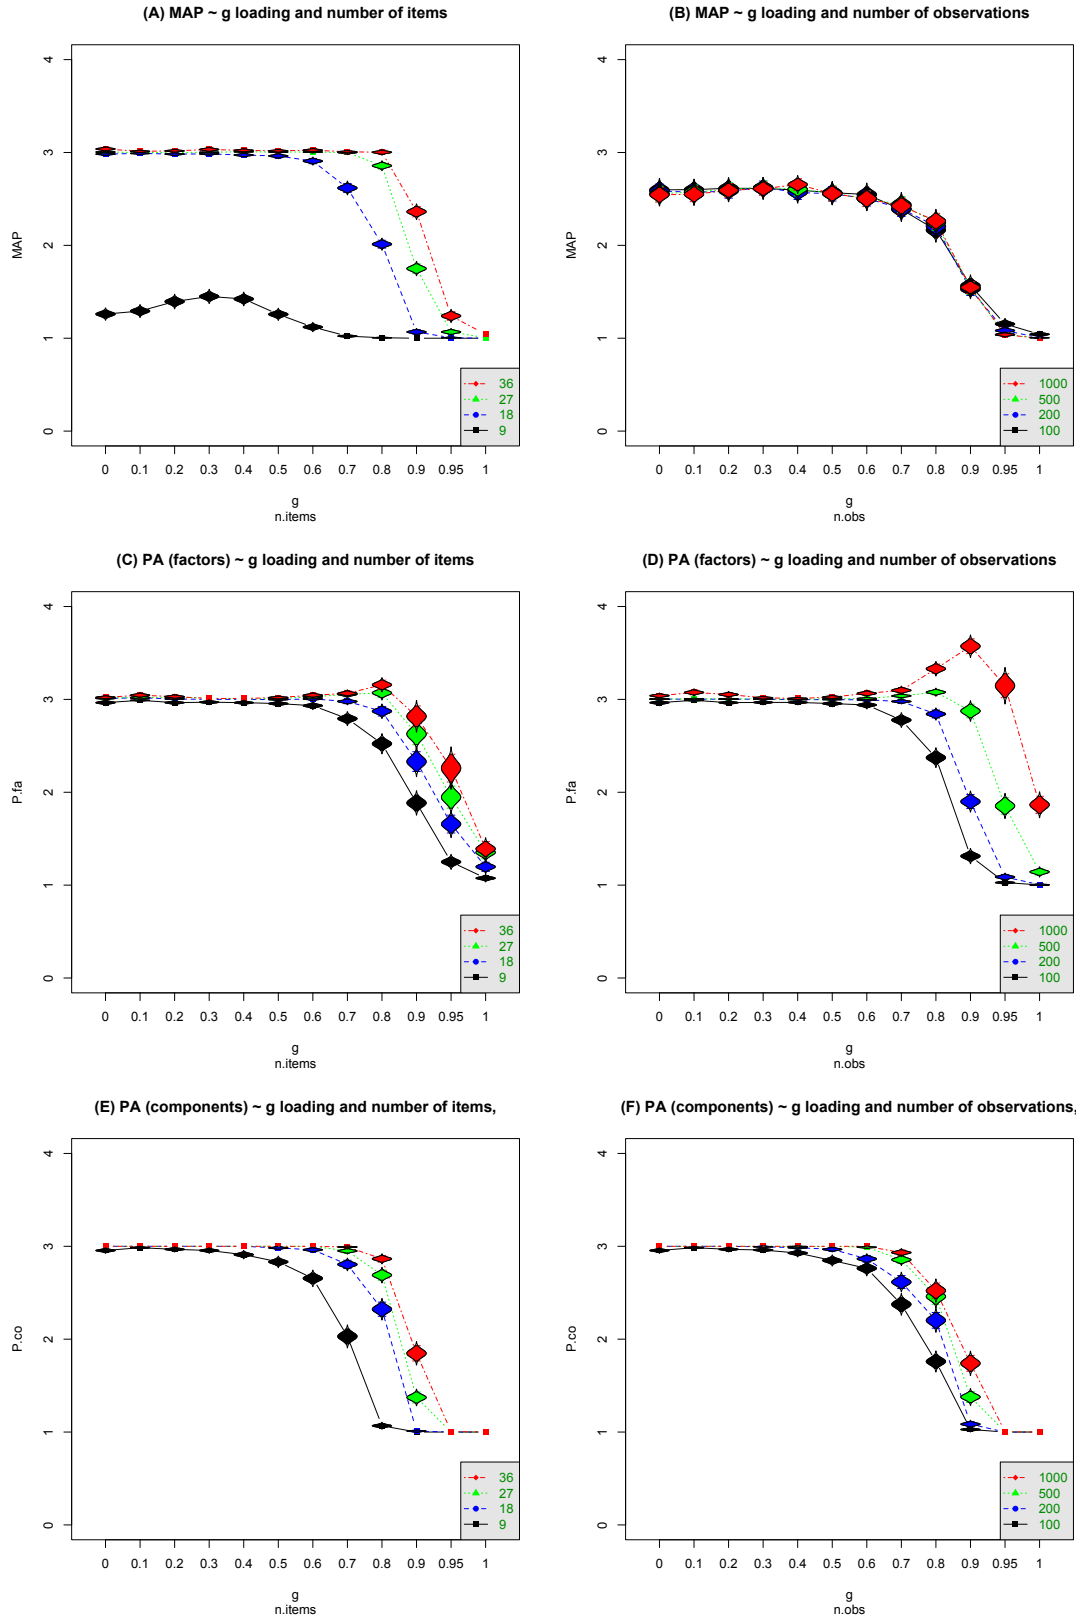 (A) MAP ~ g loading and number of items
MAP
4
3
2
1
0
0 0.1 0.2 0.3 0.4 0.5 0.6 0.7 0.8 0.9 0.95 1
g
n.items
36
27
18
9
(B) MAP ~ g loading and number of observations
MAP
4
3
2
1
0
0 0.1 0.2 0.3 0.4 0.5 0.6 0.7 0.8 0.9 0.95 1
g
n.obs
1000
500
200
100
(C) PA (factors) ~ g loading and number of items
P.fa
4
3
2
1
0
0 0.1 0.2 0.3 0.4 0.5 0.6 0.7 0.8 0.9 0.95 1
g
n.items
36
27
18
9
(D) PA (factors) ~ g loading and number of observations
P.fa
4
3
2
1
0
0 0.1 0.2 0.3 0.4 0.5 0.6 0.7 0.8 0.9 0.95 1
g
n.obs
1000
500
200
100
(E) PA (components) ~ g loading and number of items,
P.co
4
3
2
1
0
0 0.1 0.2 0.3 0.4 0.5 0.6 0.7 0.8 0.9 0.95 1
g
n.items
36
27
18
9
(F) PA (components) ~ g loading and number of observations,
P.co
4
3
2
1
0
0 0.1 0.2 0.3 0.4 0.5 0.6 0.7 0.8 0.9 0.95 1
g
n.obs
1000
500
200
100